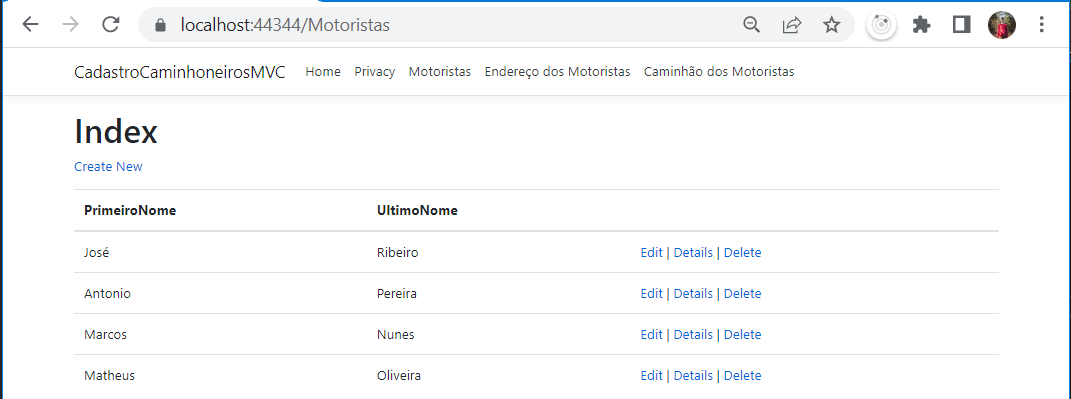 localhost:44344/Motoristas
CadastroCaminhoneirosMVC Home Privacy Motoristas Endereço dos Motoristas Caminhão dos Motoristas
Index
Create New
PrimeiroNome UltimoNome
José Ribeiro Edit | Details | Delete
Antonio Pereira Edit | Details | Delete
Marcos Nunes Edit | Details | Delete
Matheus Oliveira Edit | Details | Delete